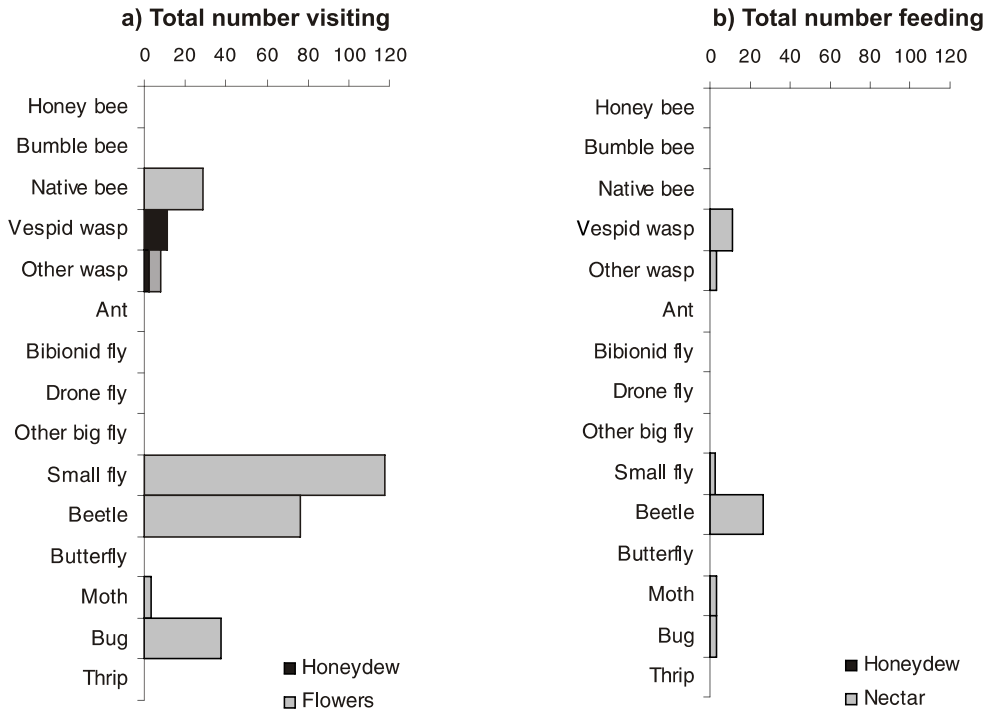 a) Total number visiting
0 20 40 60 80 100 120
Honey bee
Bumble bee
Native bee
Vespid wasp
Other wasp
Ant
Bibionid fly
Drone fly
Other big fly
Small fly
Beetle
Butterfly
Moth
Bug
Thrip
Honeydew
Flowers
b) Total number feeding
0 20 40 60 80 100 120
Honey bee
Bumble bee
Native bee
Vespid wasp
Other wasp
Ant
Bibionid fly
Drone fly
Other big fly
Small fly
Beetle
Butterfly
Moth
Bug
Thrip
Honeydew
Nectar